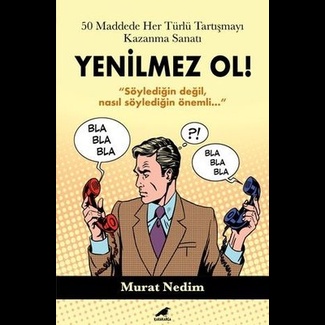 50 Maddede Her Türlü Tartışmayı
Kazanma Sanatı
YENİLMEZ OL!
“Söylediğin değil,
nasıl söylediğin önemli...”
BLA
BLA
BLA
?!
BLA
BLA
BLA
Murat Nedim